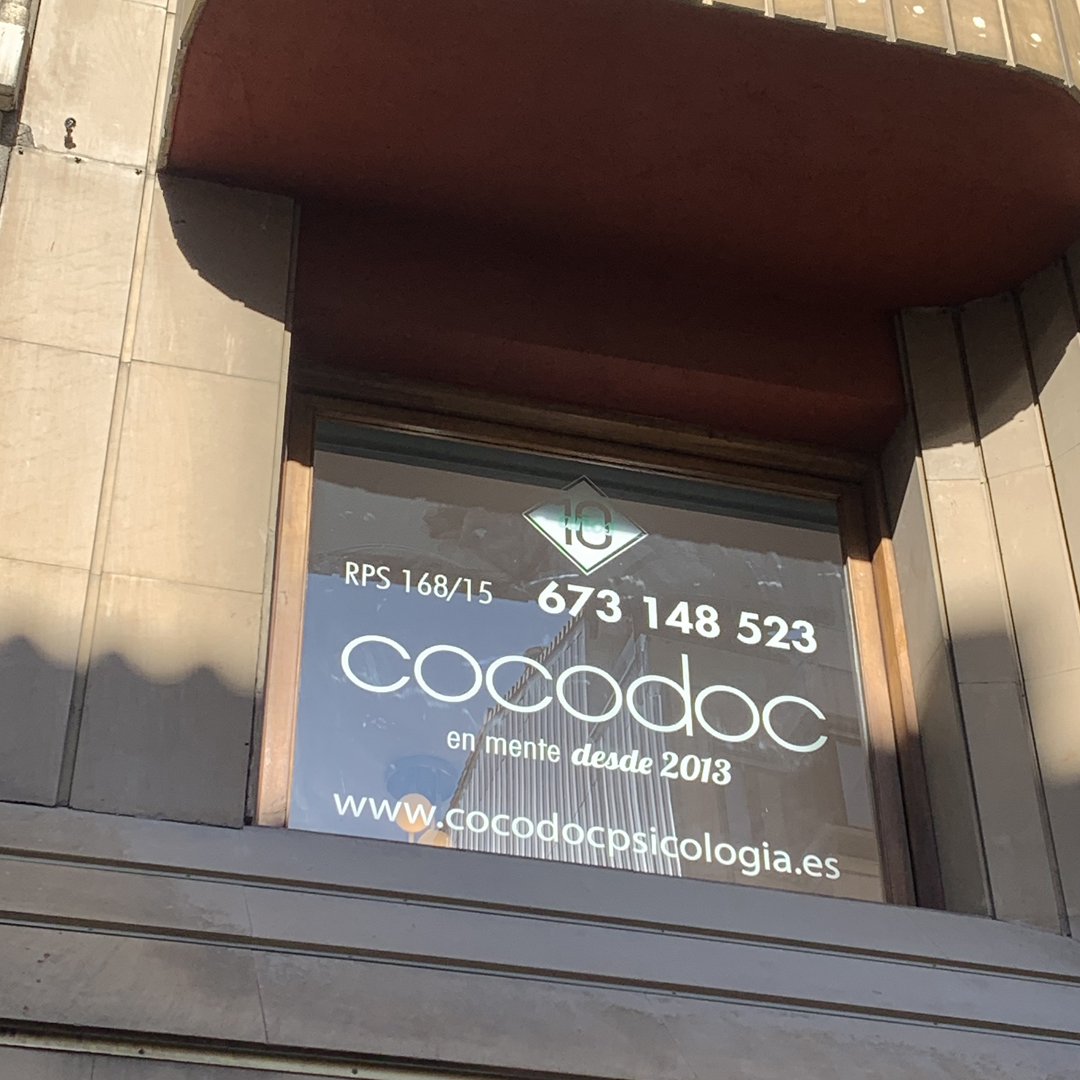 10
RPS 168/15
673 148 523
cocodoc
en mente desde 2013
www.cocodocpsicologia.es